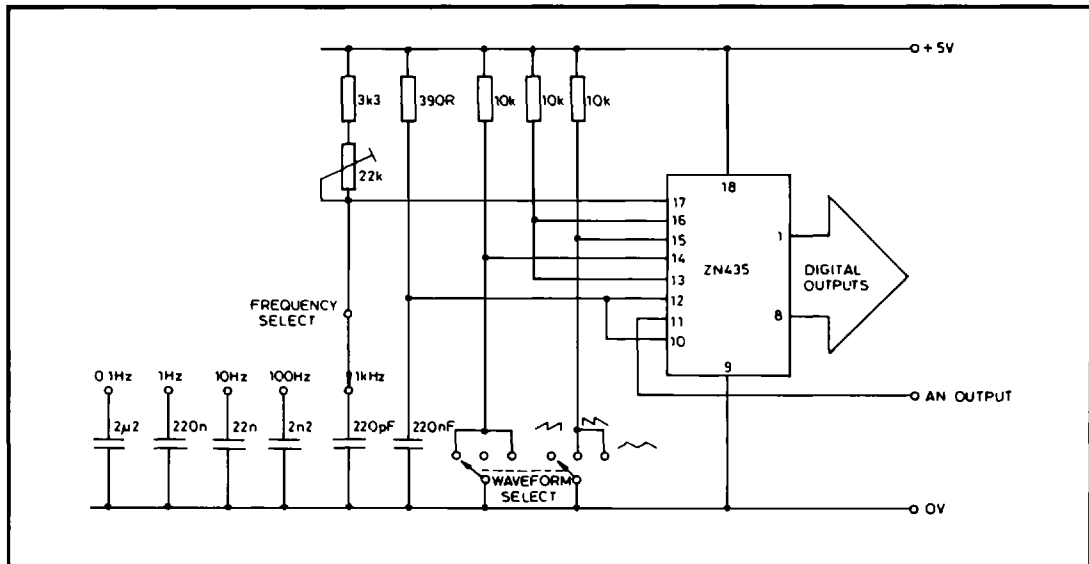 +5V
3k3
390R
10k
10k
10k
22k
18
17
16
15
14
13
12
11
10
9
1
8
ZN435
DIGITAL
OUTPUTS
FREQUENCY
SELECT
0.1Hz
1Hz
10Hz
100Hz
1kHz
AN OUTPUT
2µ2
220n
22n
2n2
220pF
220nF
WAVEFORM
SELECT
0V